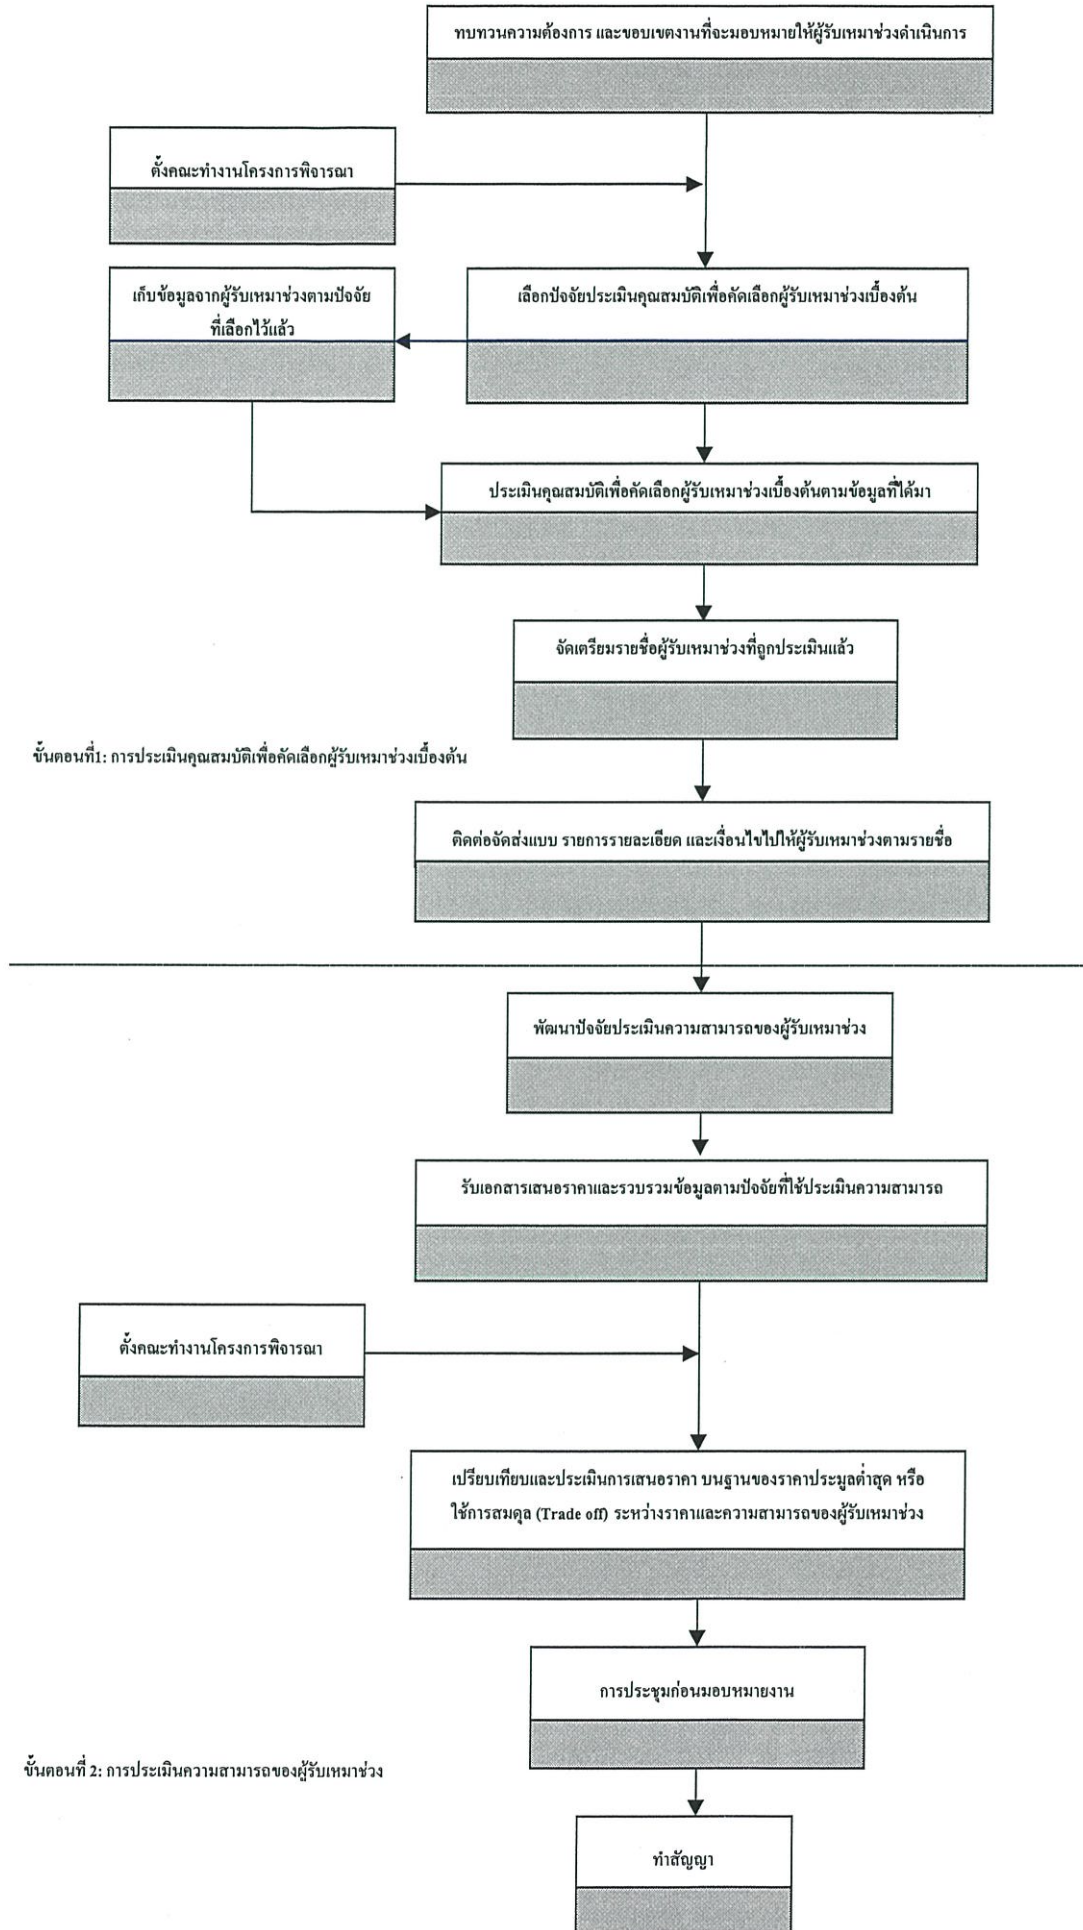 ทบทวนความต้องการ และขอบเขตงานที่จะมอบหมายให้ผู้รับเหมาช่วงดำเนินการ
ตั้งคณะทำงานโครงการพิจารณา
เก็บข้อมูลจากผู้รับเหมาช่วงตามปัจจัย
ที่เลือกไว้แล้ว
เลือกปัจจัยประเมินคุณสมบัติเพื่อคัดเลือกผู้รับเหมาช่วงเบื้องต้น
ประเมินคุณสมบัติเพื่อคัดเลือกผู้รับเหมาช่วงเบื้องต้นตามข้อมูลที่ได้มา
จัดเตรียมรายชื่อผู้รับเหมาช่วงที่ถูกประเมินแล้ว
ขั้นตอนที่1: การประเมินคุณสมบัติเพื่อคัดเลือกผู้รับเหมาช่วงเบื้องต้น
ติดต่อจัดส่งแบบ รายการรายละเอียด และเงื่อนไขไปให้ผู้รับเหมาช่วงตามรายชื่อ
พัฒนาปัจจัยประเมินความสามารถของผู้รับเหมาช่วง
รับเอกสารเสนอราคาและรวบรวมข้อมูลตามปัจจัยที่ใช้ประเมินความสามารถ
ตั้งคณะทำงานโครงการพิจารณา
เปรียบเทียบและประเมินการเสนอราคา บนฐานของราคาประมูลต่ำสุด หรือ
ใช้การสมดุล (Trade off) ระหว่างราคาและความสามารถของผู้รับเหมาช่วง
การประชุมก่อนมอบหมายงาน
ขั้นตอนที่ 2: การประเมินความสามารถของผู้รับเหมาช่วง
ทำสัญญา